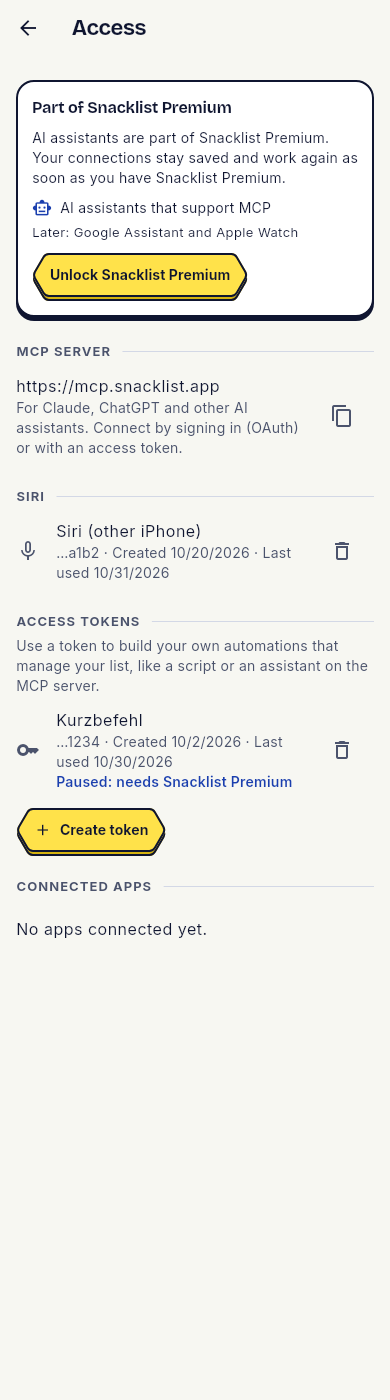 Access
Part of Snacklist Premium
AI assistants are part of Snacklist Premium.
Your connections stay saved and work again as
soon as you have Snacklist Premium.
AI assistants that support MCP
Later: Google Assistant and Apple Watch
Unlock Snacklist Premium
MCP SERVER
https://mcp.snacklist.app
For Claude, ChatGPT and other AI
assistants. Connect by signing in (OAuth)
or with an access token.
SIRI
Siri (other iPhone)
…a1b2 · Created 10/20/2026 · Last
used 10/31/2026
ACCESS TOKENS
Use a token to build your own automations that
manage your list, like a script or an assistant on the
MCP server.
Kurzbefehl
…1234 · Created 10/2/2026 · Last
used 10/30/2026
Paused: needs Snacklist Premium
Create token
CONNECTED APPS
No apps connected yet.